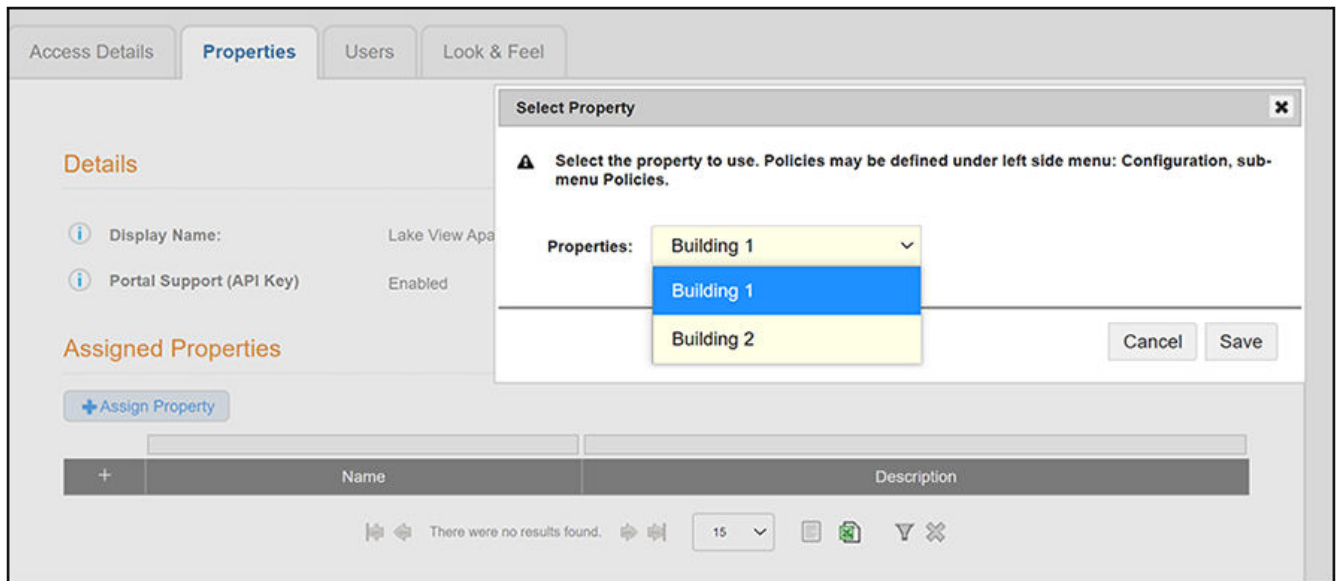 Access Details
Properties
Users
Look & Feel
Select Property
Select the property to use. Policies may be defined under left side menu: Configuration, sub-
menu Policies.
Details
Display Name:
Lake View Apa
Properties:
Building 1
Portal Support (API Key)
Enabled
Building 1
Building 2
Cancel
Save
Assigned Properties
+Assign Property
+
Name
Description
There were no results found.
15